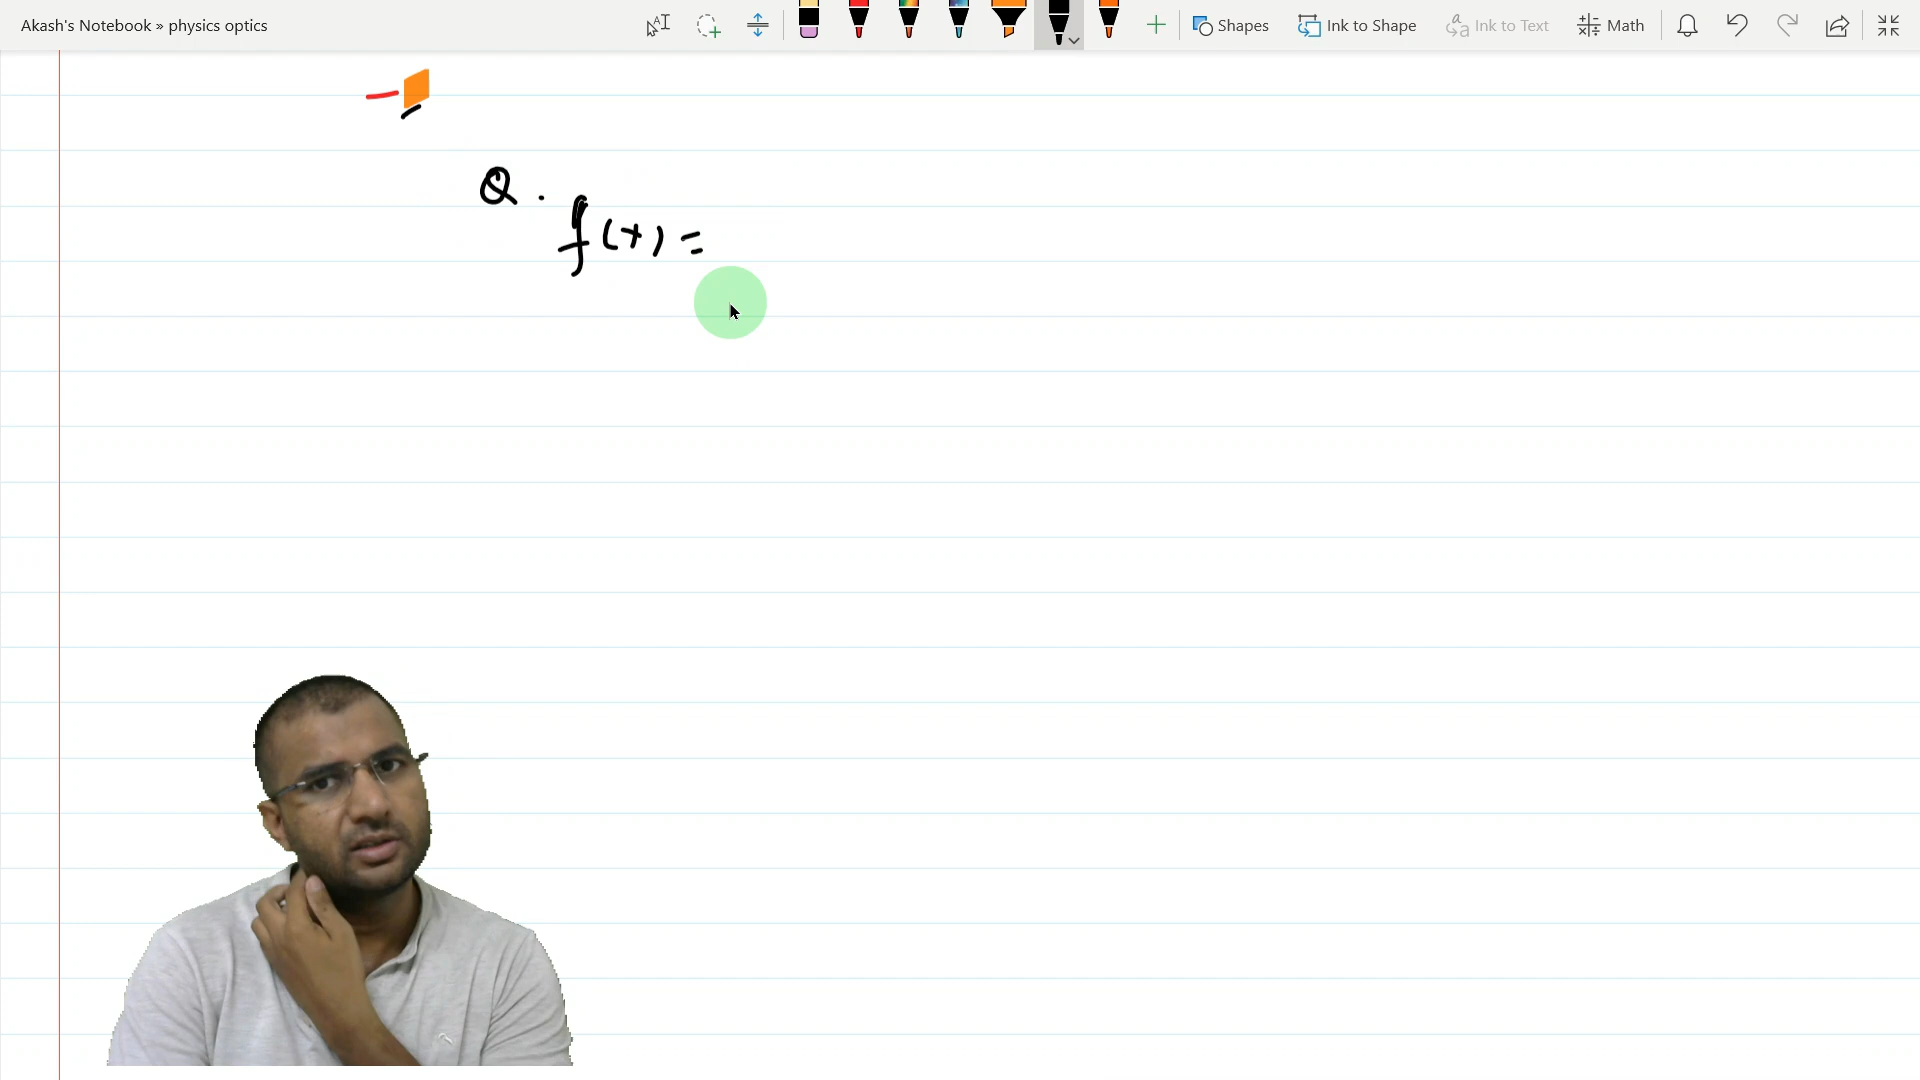 Akash's Notebook » physics optics
Shapes
Ink to Shape
Ink to Text
Math
Q.
f(x) =